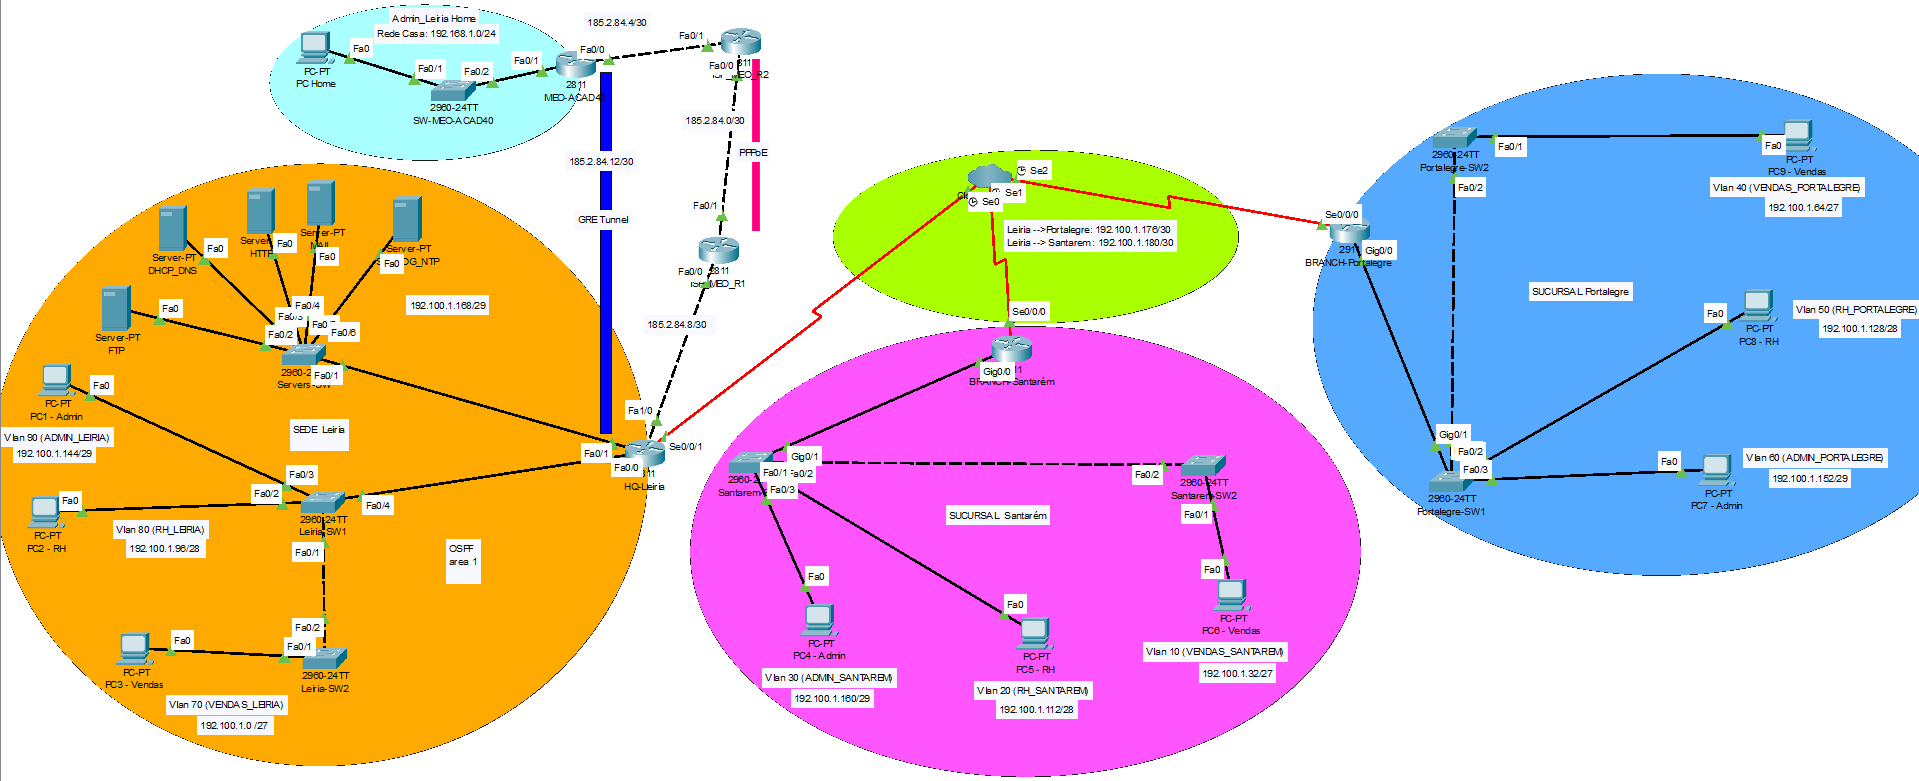 Admin_Leiria Home
Rede Casa: 192.168.1.0/24
Fa0
PC-PT
PC Home
Fa0/1
Fa0/2
2960-24TT
SW-MEO-ACAD40
Fa0/1
Fa0/0
2811
MEO-ACAD40
185.2.84.4/30
Fa0/1
Fa0/0
185.2.84.0/30
PPPoE
185.2.84.12/30
GRE Tunnel
Fa0/1
Fa0/0
2811
ISP_MEO_R1
185.2.84.8/30
Server-PT
DHCP_DNS
Fa0
HTTP
Fa0
Server-PT
Fa0
Server-PT
Fa0
192.100.1.168/29
Server-PT
FTP
Fa0
Fa0/4
Fa0/3
Fa0/2
Fa0/6
Fa0/1
PC-PT
PC1 - Admin
Fa0
Vlan 90 (ADMIN_LEIRIA)
192.100.1.144/29
SEDE Leiria
Fa0/3
Fa0/2
Fa0/4
2960-24TT
Leiria-SW1
Fa0/1
Fa0
PC-PT
PC2 - RH
Vlan 80 (RH_LEIRIA)
192.100.1.96/28
OSPF
area 1
Fa0/2
Fa0/1
2960-24TT
Leiria-SW2
Fa0
PC-PT
PC3 - Vendas
Vlan 70 (VENDAS_LEIRIA)
192.100.1.0 /27
Fa1/0
Se0/0/1
Fa0/1
Fa0/0
HQ-Leiria
Se2
Se1
Se0
Leiria -->Portalegre: 192.100.1.176/30
Leiria --> Santarem : 192.100.1.180/30
Se0/0/0
Gig0/0
BRANCH-Santarém
Gig0/1
Fa0/1
Fa0/2
Fa0/3
Fa0/2
2960-24TT
Santarem-SW2
Fa0/1
SUCURSAL Santarém
Fa0
PC-PT
PC4 - Admin
Vlan 30 (ADMIN_SANTAREM)
192.100.1.160/29
Fa0
PC-PT
PC5 - RH
Vlan 20 (RH_SANTAREM)
192.100.1.112/28
Fa0
PC-PT
PC6 - Vendas
Vlan 10 (VENDAS_SANTAREM)
192.100.1.32/27
Se0/0/0
Gig0/0
BRANCH-Portalegre
2960-24TT
Portalegre-SW2
Fa0/1
Fa0/2
Fa0
PC-PT
PC9 - Vendas
Vlan 40 (VENDAS_PORTALEGRE)
192.100.1.64/27
SUCURSAL Portalegre
Fa0
PC-PT
PC8 - RH
Vlan 50 (RH_PORTALEGRE)
192.100.1.128/28
Gig0/1
Fa0/2
Fa0/3
2960-24TT
Portalegre-SW1
Fa0
PC-PT
PC7 - Admin
Vlan 60 (ADMIN_PORTALEGRE)
192.100.1.152/29